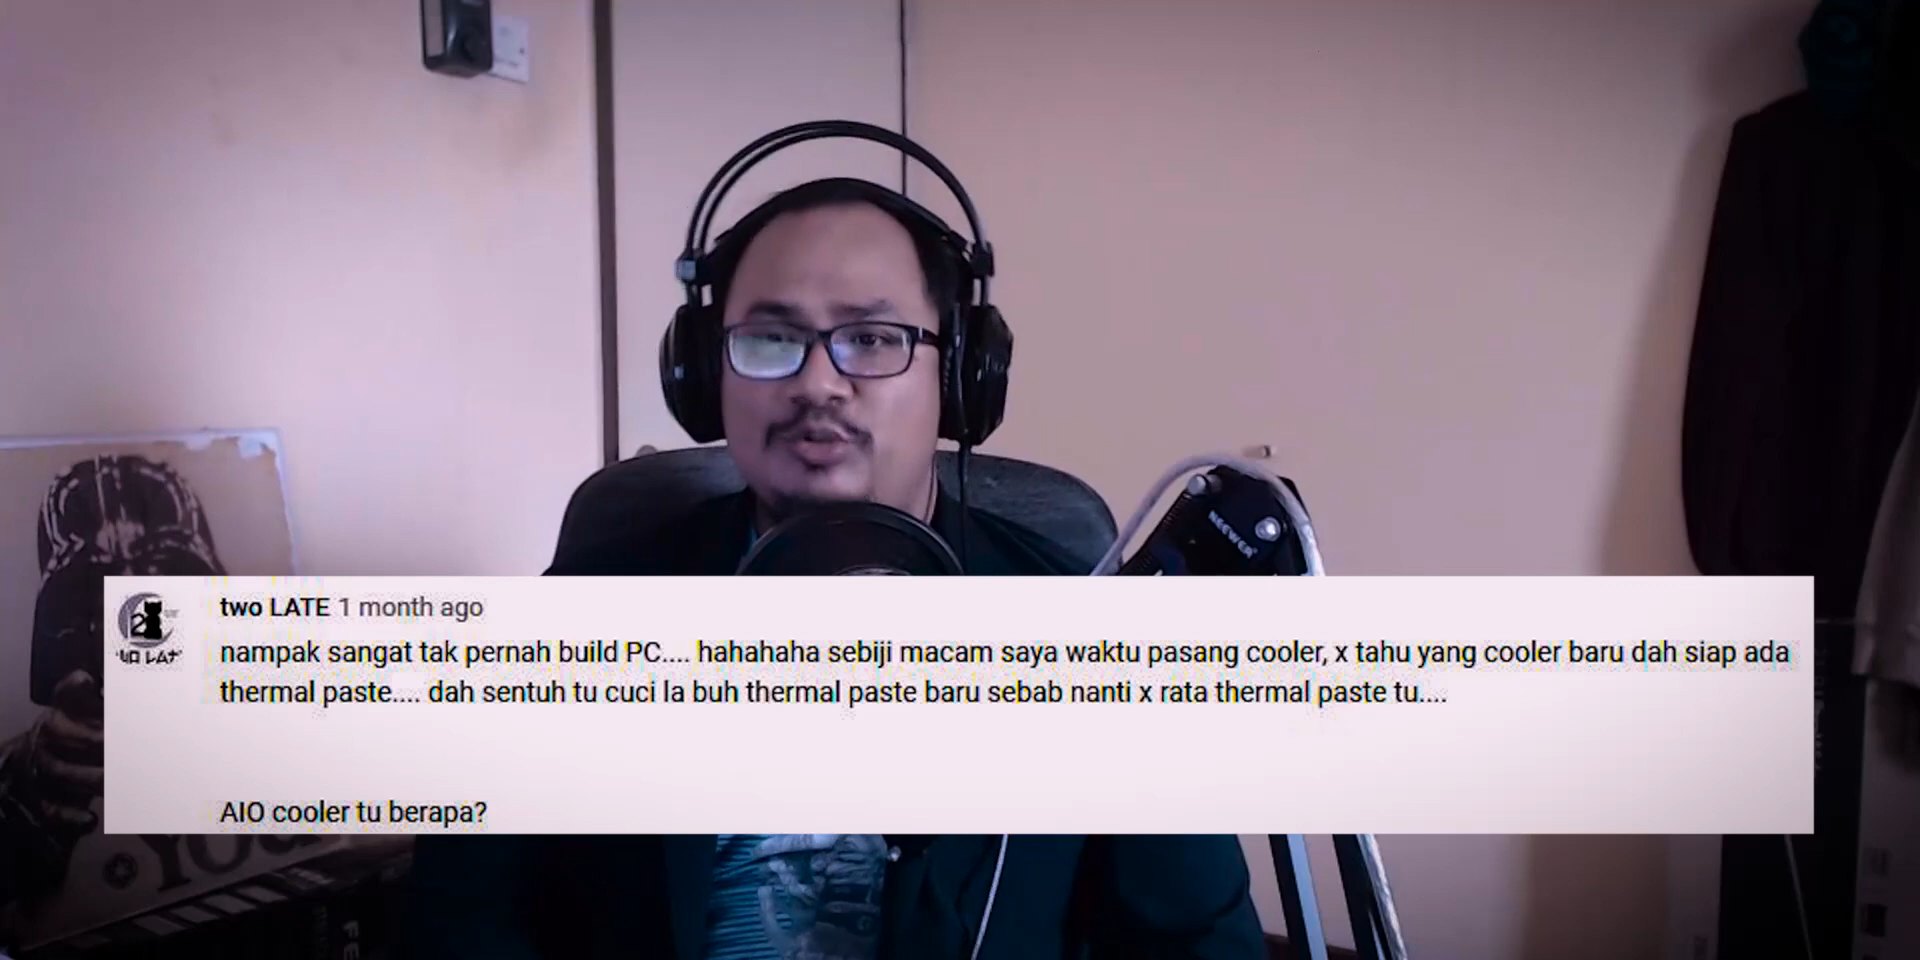 NEEWER
two LATE 1 month ago
nampak sangat tak pernah build PC.... hahahaha sebiji macam saya waktu pasang cooler, x tahu yang cooler baru dah siap ada
thermal paste.... dah sentuh tu cuci la buh thermal paste baru sebab nanti x rata thermal paste tu....
AIO cooler tu berapa?
YOU